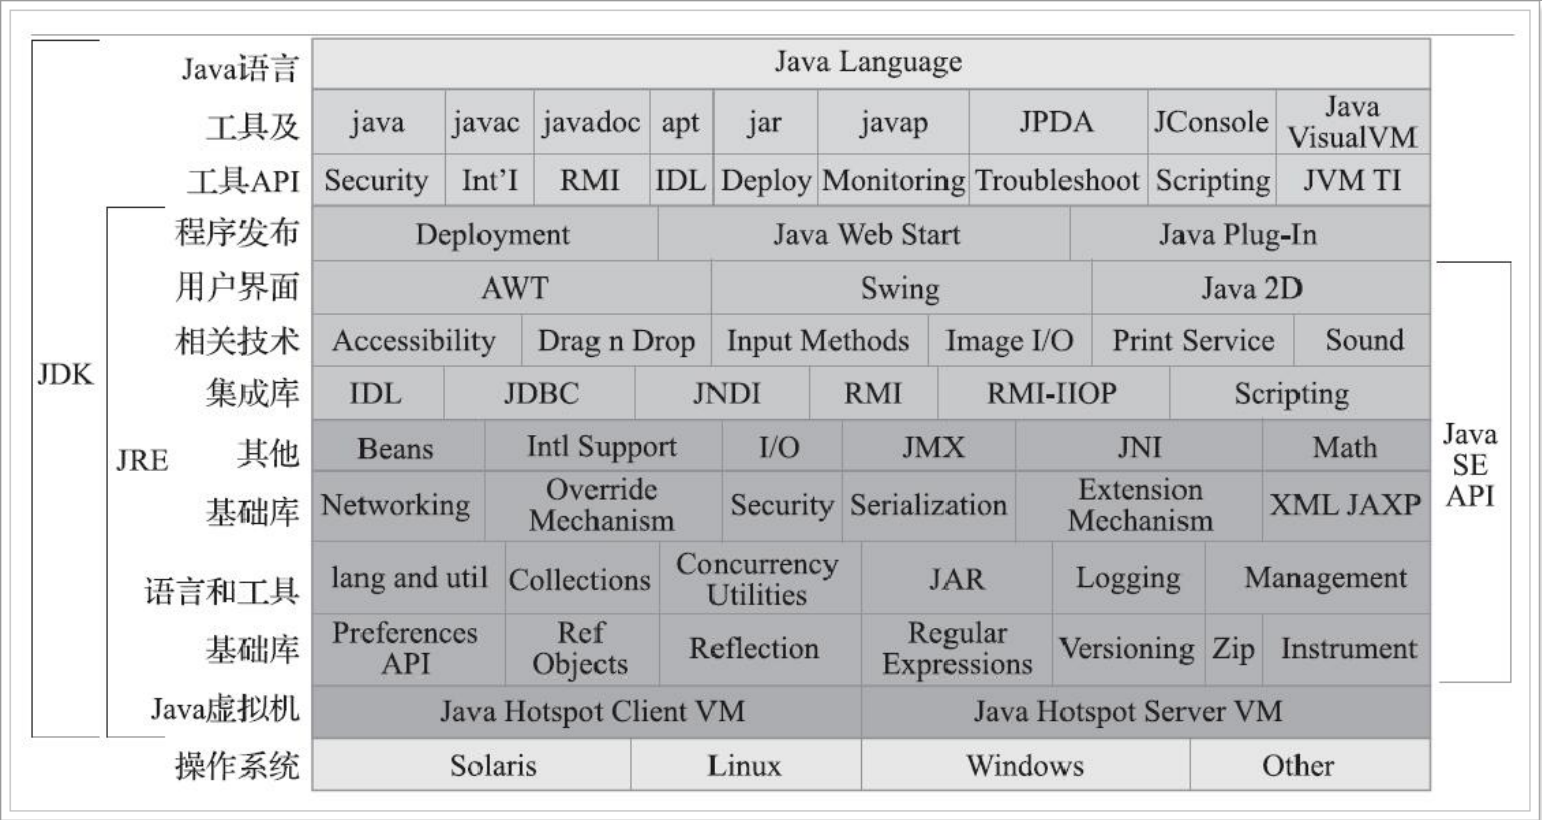 Java语言
Java Language
工具及
java javac javadoc apt jar javap JPDA JConsole Java
VisualVM
工具API
Security Int'I RMI IDL Deploy Monitoring Troubleshoot Scripting JVM TI
程序发布
Deployment Java Web Start Java Plug-In
用户界面
AWT Swing Java 2D
相关技术
Accessibility Drag n Drop Input Methods Image I/O Print Service Sound
JDK
集成库
IDL JDBC JNDI RMI RMI-IIOP Scripting
JRE
其他
Beans Intl Support I/O JMX JNI Math
Java
SE
API
基础库
Networking Override
Mechanism Security Serialization Extension
Mechanism XML JAXP
语言和工具
lang and util Collections Concurrency
Utilities JAR Logging Management
基础库
Preferences
API Ref
Objects Reflection Regular
Expressions Versioning Zip Instrument
Java虚拟机
Java Hotspot Client VM Java Hotspot Server VM
操作系统
Solaris Linux Windows Other